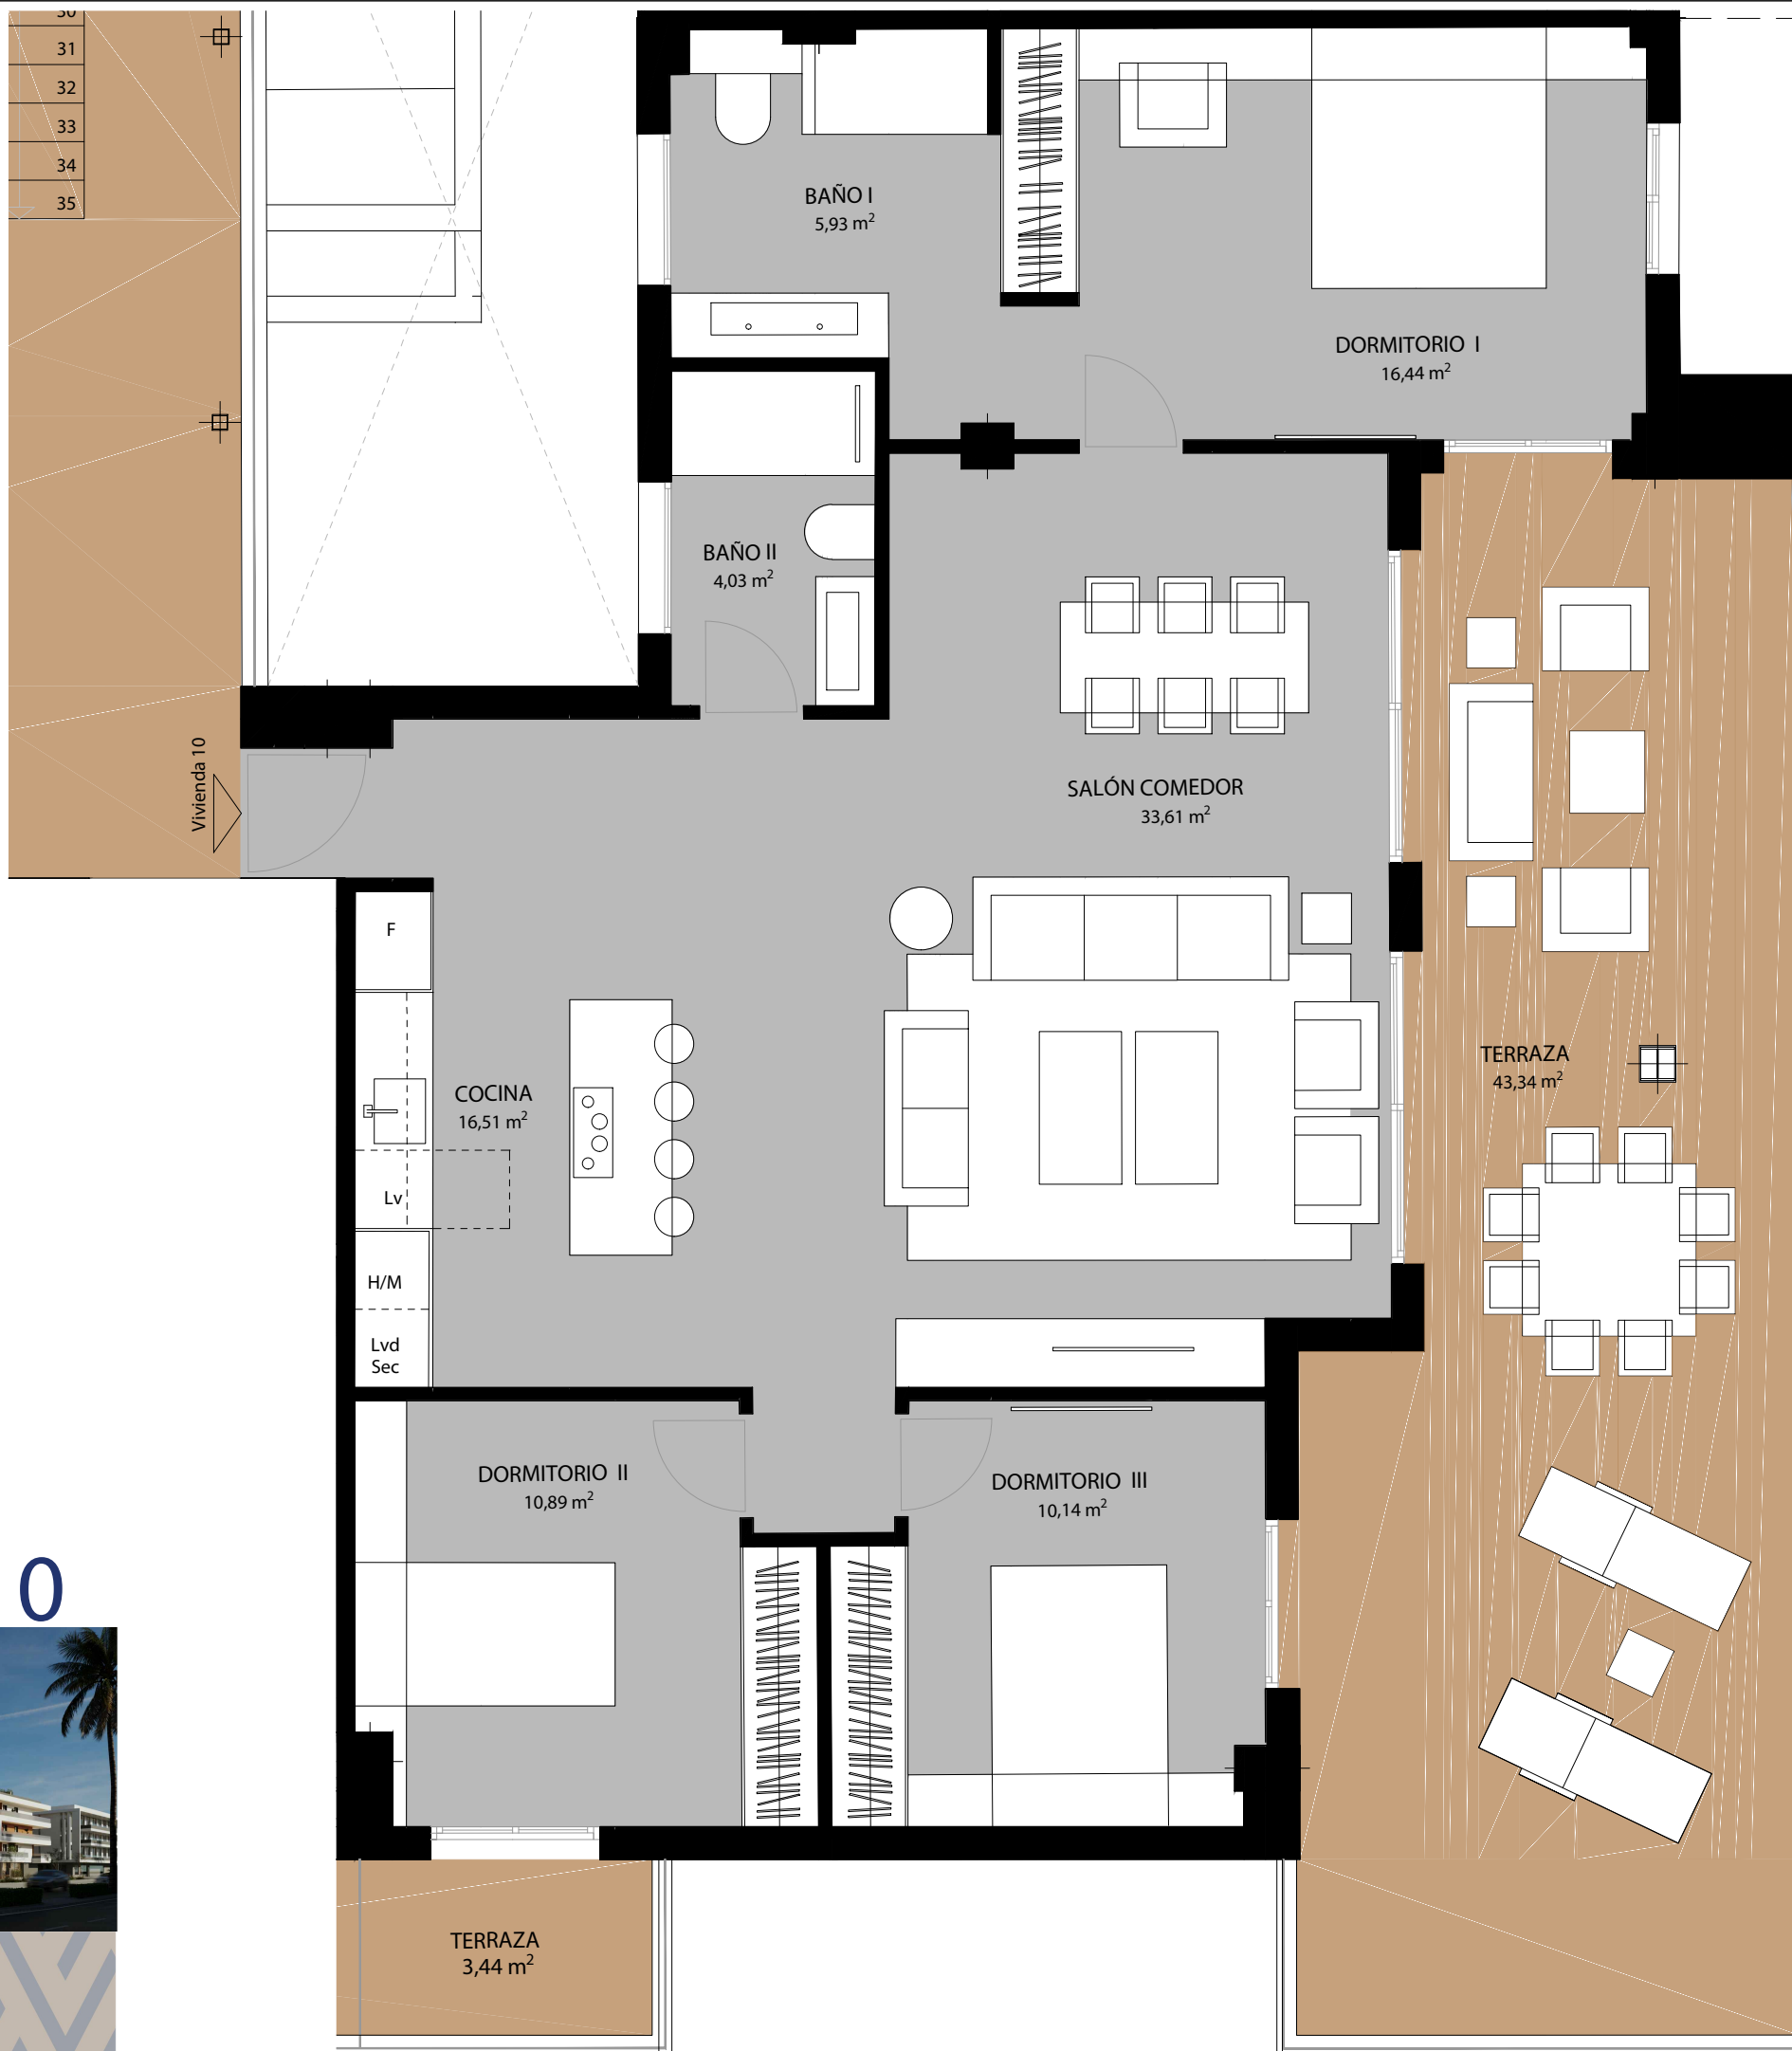 30
31
32
33
34
35
BAÑO I
5,93 m²
DORMITORIO I
16,44 m²
BAÑO II
4,03 m²
Vivienda 10
SALÓN COMEDOR
33,61 m²
F
COCINA
16,51 m²
TERRAZA
43,34 m²
Lv
H/M
Lvd
Sec
DORMITORIO II
10,89 m²
DORMITORIO III
10,14 m²
0
TERRAZA
3,44 m²